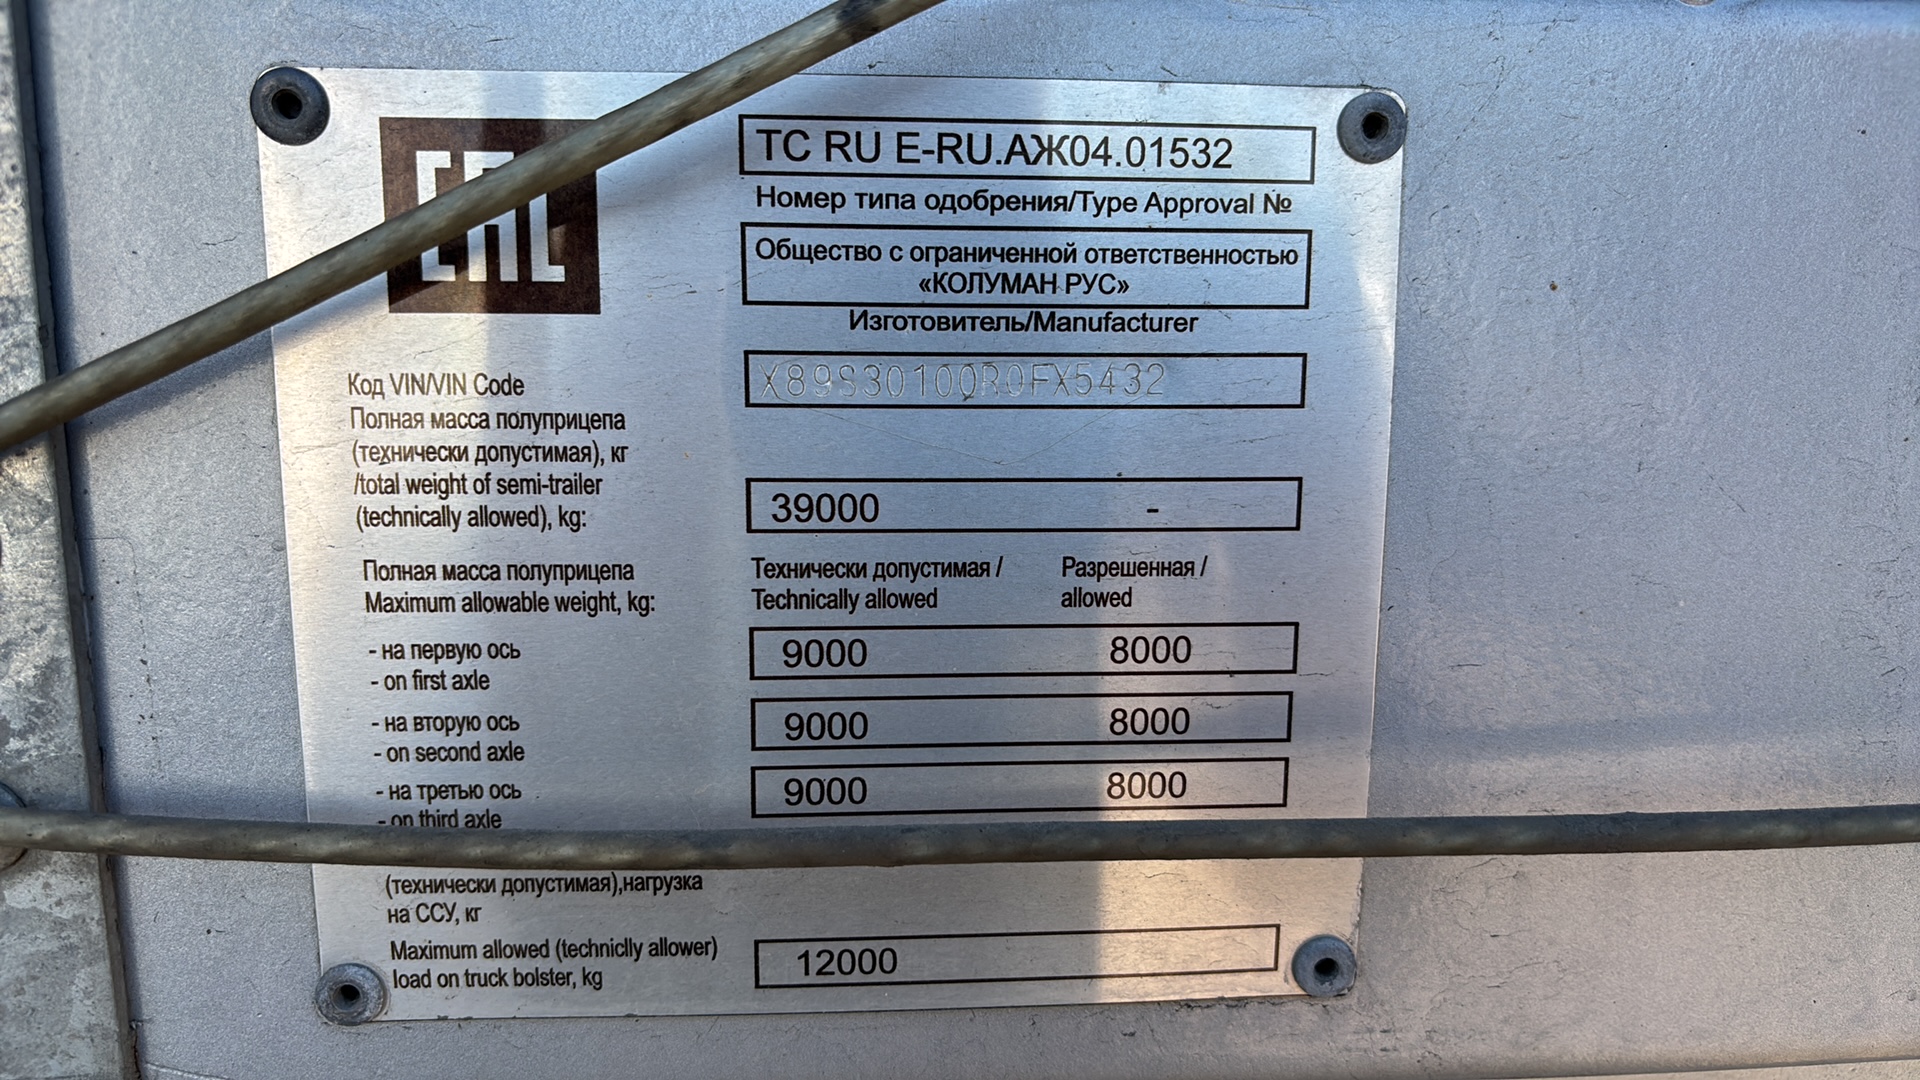 EAC
ТС RU E-RU.АЖ04.01532
Номер типа одобрения/Type Approval №
Общество с ограниченной ответственностью
«КОЛУМАН РУС»
Изготовитель/Manufacturer
Код VIN/VIN Code
X89S30100R0FX5432
Полная масса полуприцепа
(технически допустимая), кг
/total weight of semi-trailer
(technically allowed), kg:
39000 -
Полная масса полуприцепа
Maximum allowable weight, kg:
Технически допустимая /
Technically allowed
Разрешенная /
allowed
- на первую ось
- on first axle
9000 8000
- на вторую ось
- on second axle
9000 8000
- на третью ось
- on third axle
9000 8000
(технически допустимая),нагрузка
на ССУ, кг
Maximum allowed (techniclly allower)
load on truck bolster, kg
12000